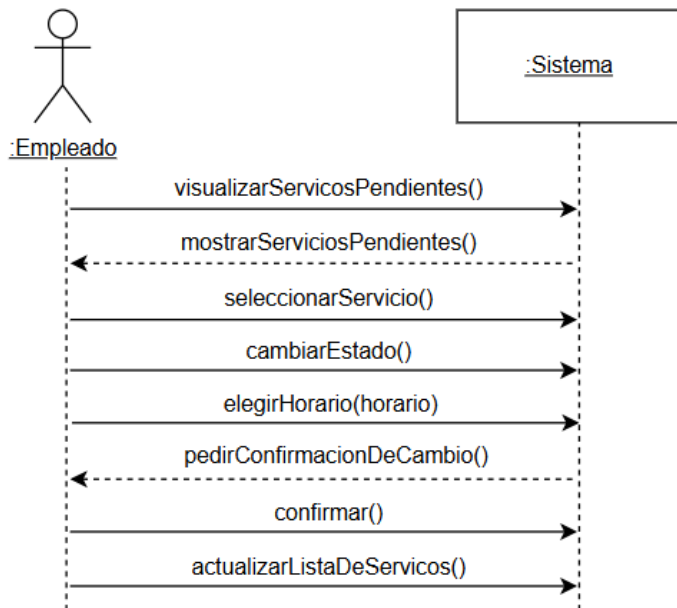 :Sistema
:Empleado
visualizarServicosPendientes()
mostrarServiciosPendientes()
seleccionarServicio()
cambiarEstado()
elegirHorario(horario)
pedirConfirmacionDeCambio()
confirmar()
actualizarListaDeServicos()